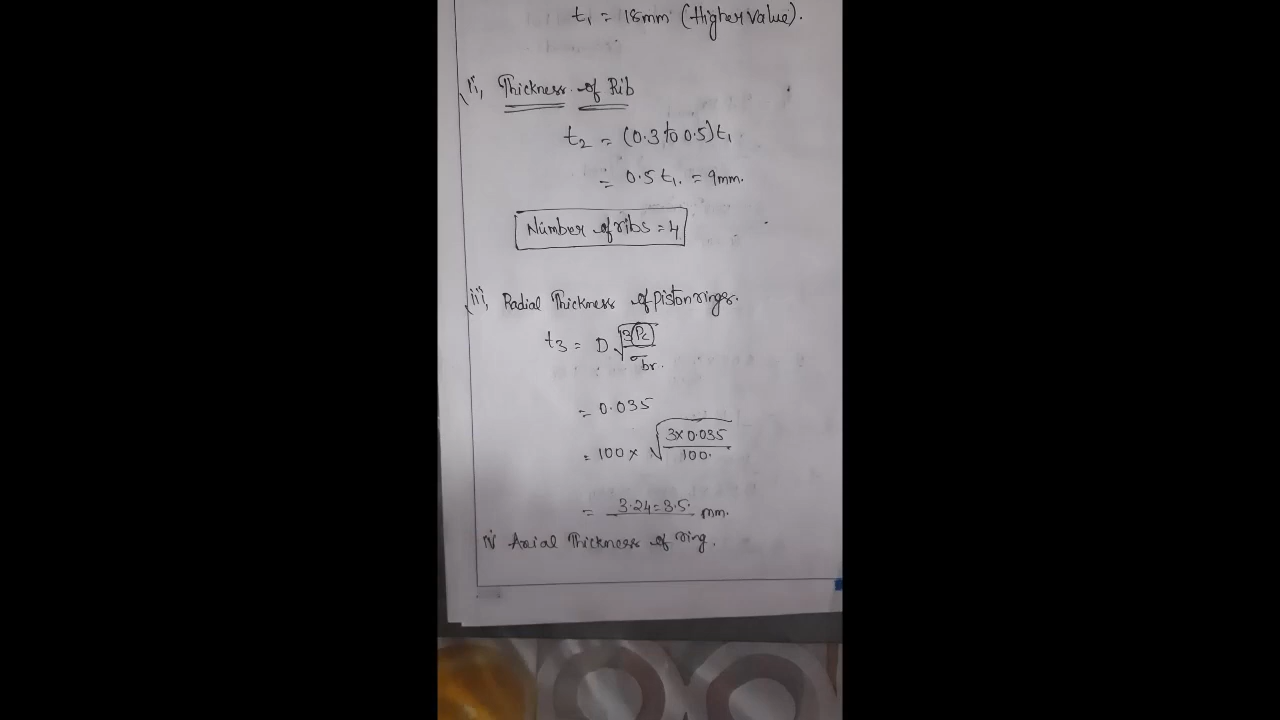 t₁ = 18mm (Higher value).
ii, Thickness of Rib
t₂ = (0.3 to 0.5)t₁
= 0.5 t₁. = 9mm.
Number of ribs = 4
iii, Radial Thickness of Piston rings.
t₃ = D √(3 Pc / σbr.)
= 0.035
= 100 × √(3×0.035 / 100.)
= 3.24 = 3.5. mm.
iv Axial Thickness of ring.